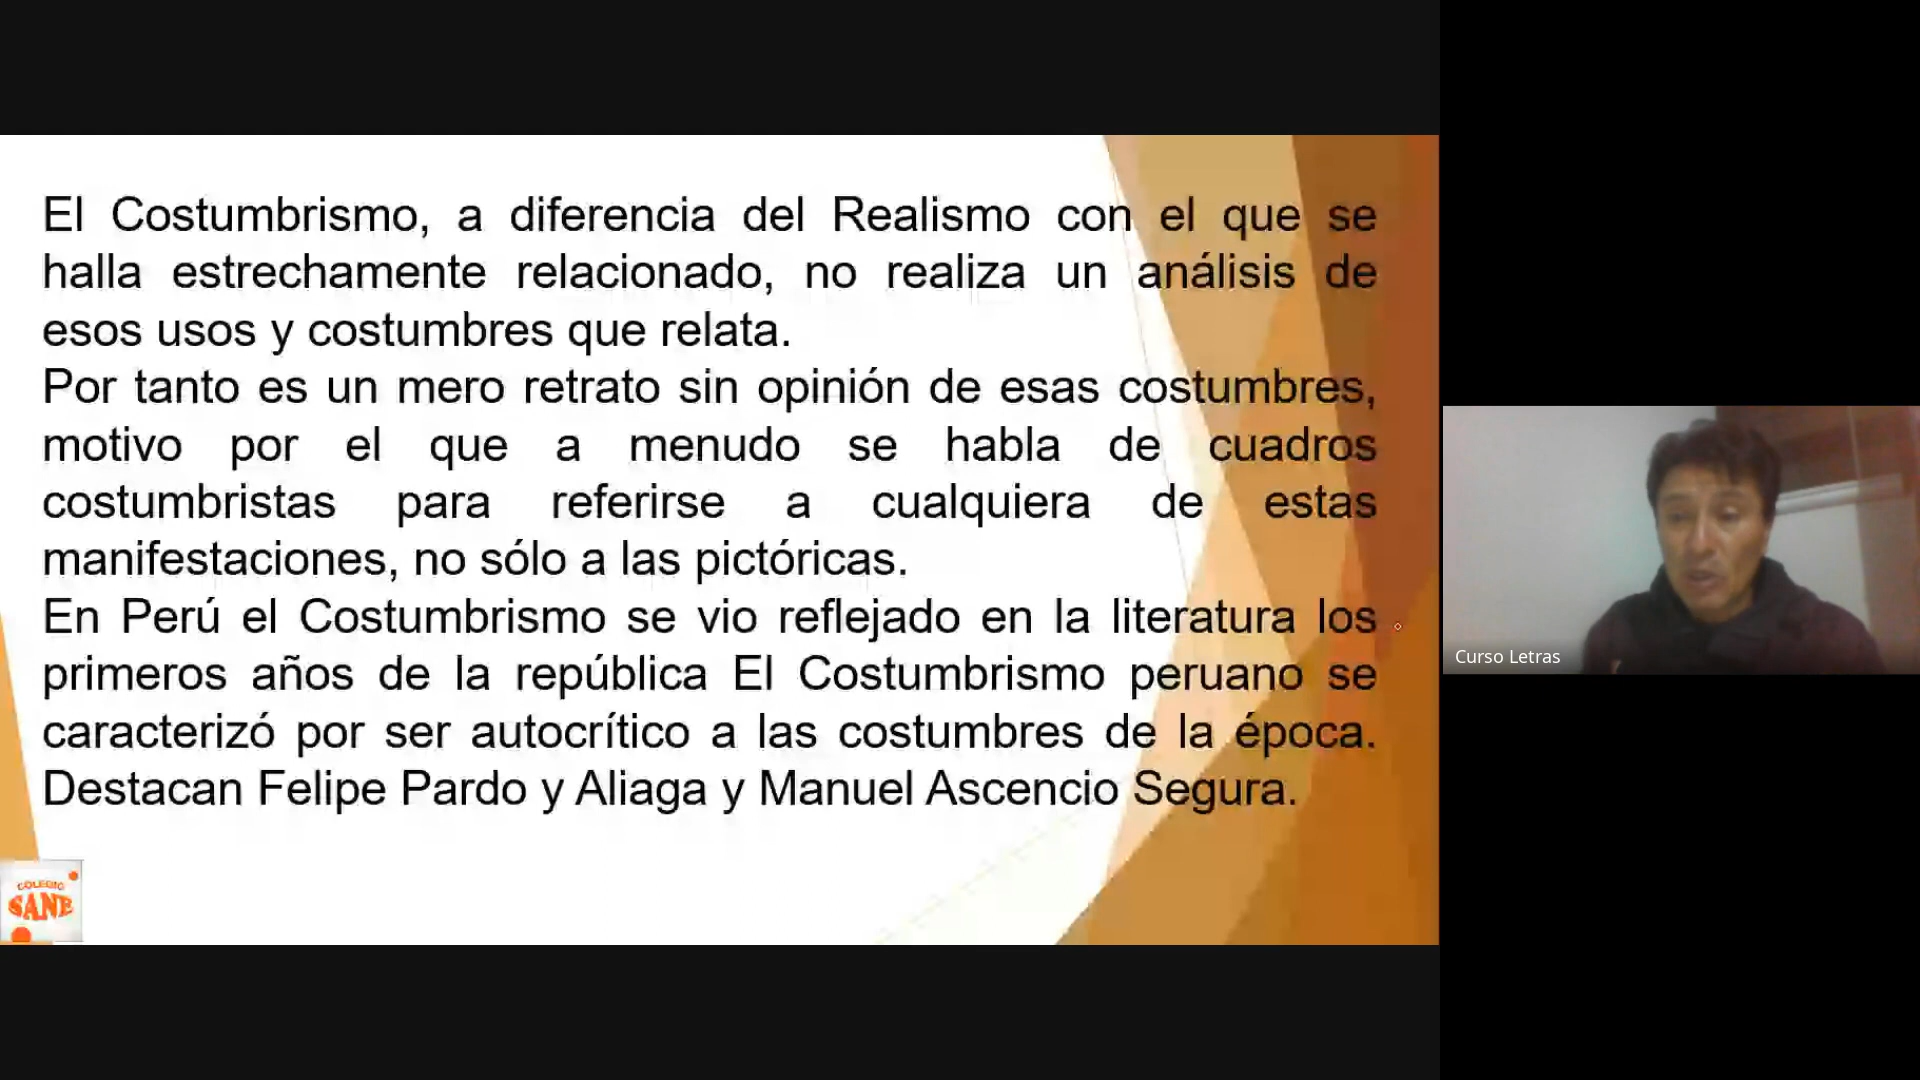 El Costumbrismo, a diferencia del Realismo con el que se
halla estrechamente relacionado, no realiza un análisis de
esos usos y costumbres que relata.
Por tanto es un mero retrato sin opinión de esas costumbres,
motivo por el que a menudo se habla de cuadros
costumbristas para referirse a cualquiera de estas
manifestaciones, no sólo a las pictóricas.
En Perú el Costumbrismo se vio reflejado en la literatura los
primeros años de la república El Costumbrismo peruano se
caracterizó por ser autocrítico a las costumbres de la época.
Destacan Felipe Pardo y Aliaga y Manuel Ascencio Segura.
COLEGIO
SANE
Curso Letras